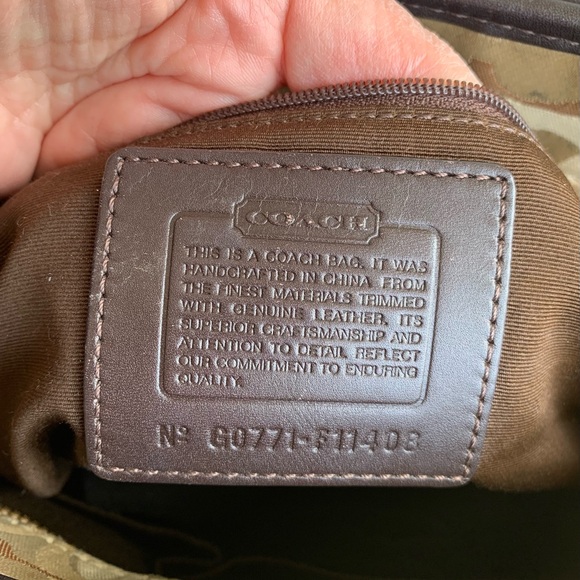 COACH
THIS IS A COACH BAG. IT WAS
HANDCRAFTED IN CHINA FROM
THE FINEST MATERIALS TRIMMED
WITH GENUINE LEATHER. ITS
SUPERIOR CRAFTSMANSHIP AND
ATTENTION TO DETAIL REFLECT
OUR COMMITMENT TO ENDURING
QUALITY.
Nº G0771-F11408